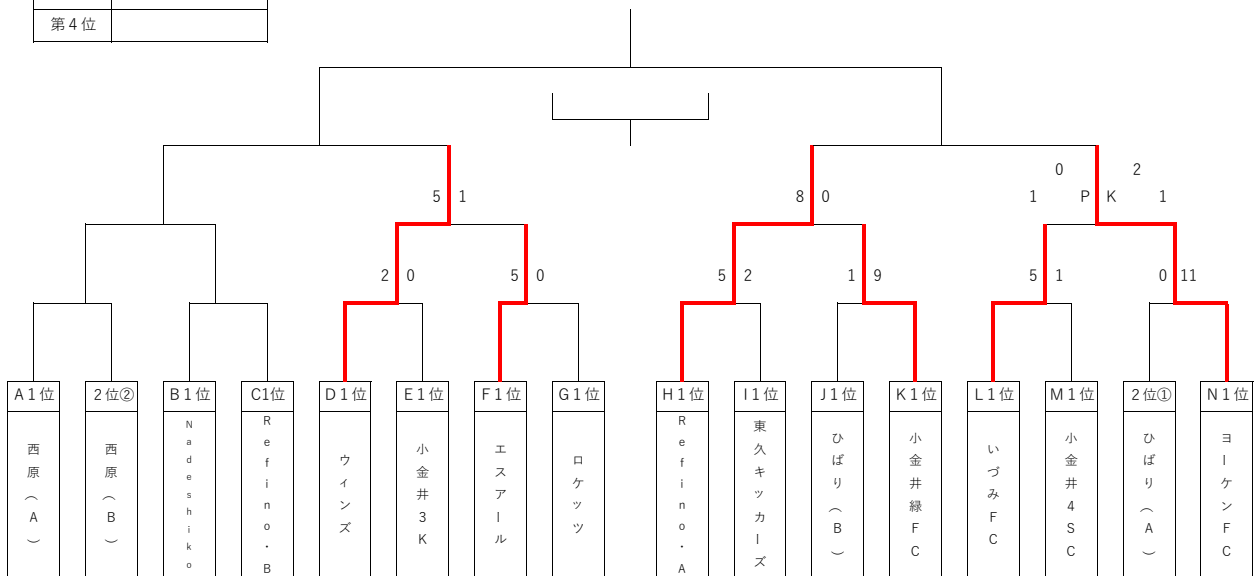 第4位
0 2
5 1 8 0 1 PK 1
2 0 5 0 5 2 1 9 5 1 0 11
A1位 2位② B1位 C1位 D1位 E1位 F1位 G1位 H1位 I1位 J1位 K1位 L1位 M1位 2位① N1位
西原(A)
西原(B)
Nadeshiko
Refino・B
ウィンズ
小金井3K
エスアール
ロケッツ
Refino・A
東久キッカーズ
ひばり(B)
小金井緑FC
いづみFC
小金井4SC
ひばり(A)
ヨーケンFC